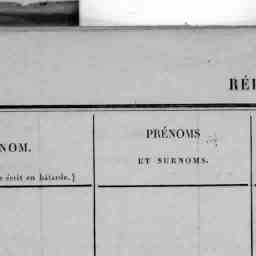 RÉ
NOM.
écrit en bâtarde.)
PRÉNOMS
ET SURNOMS.